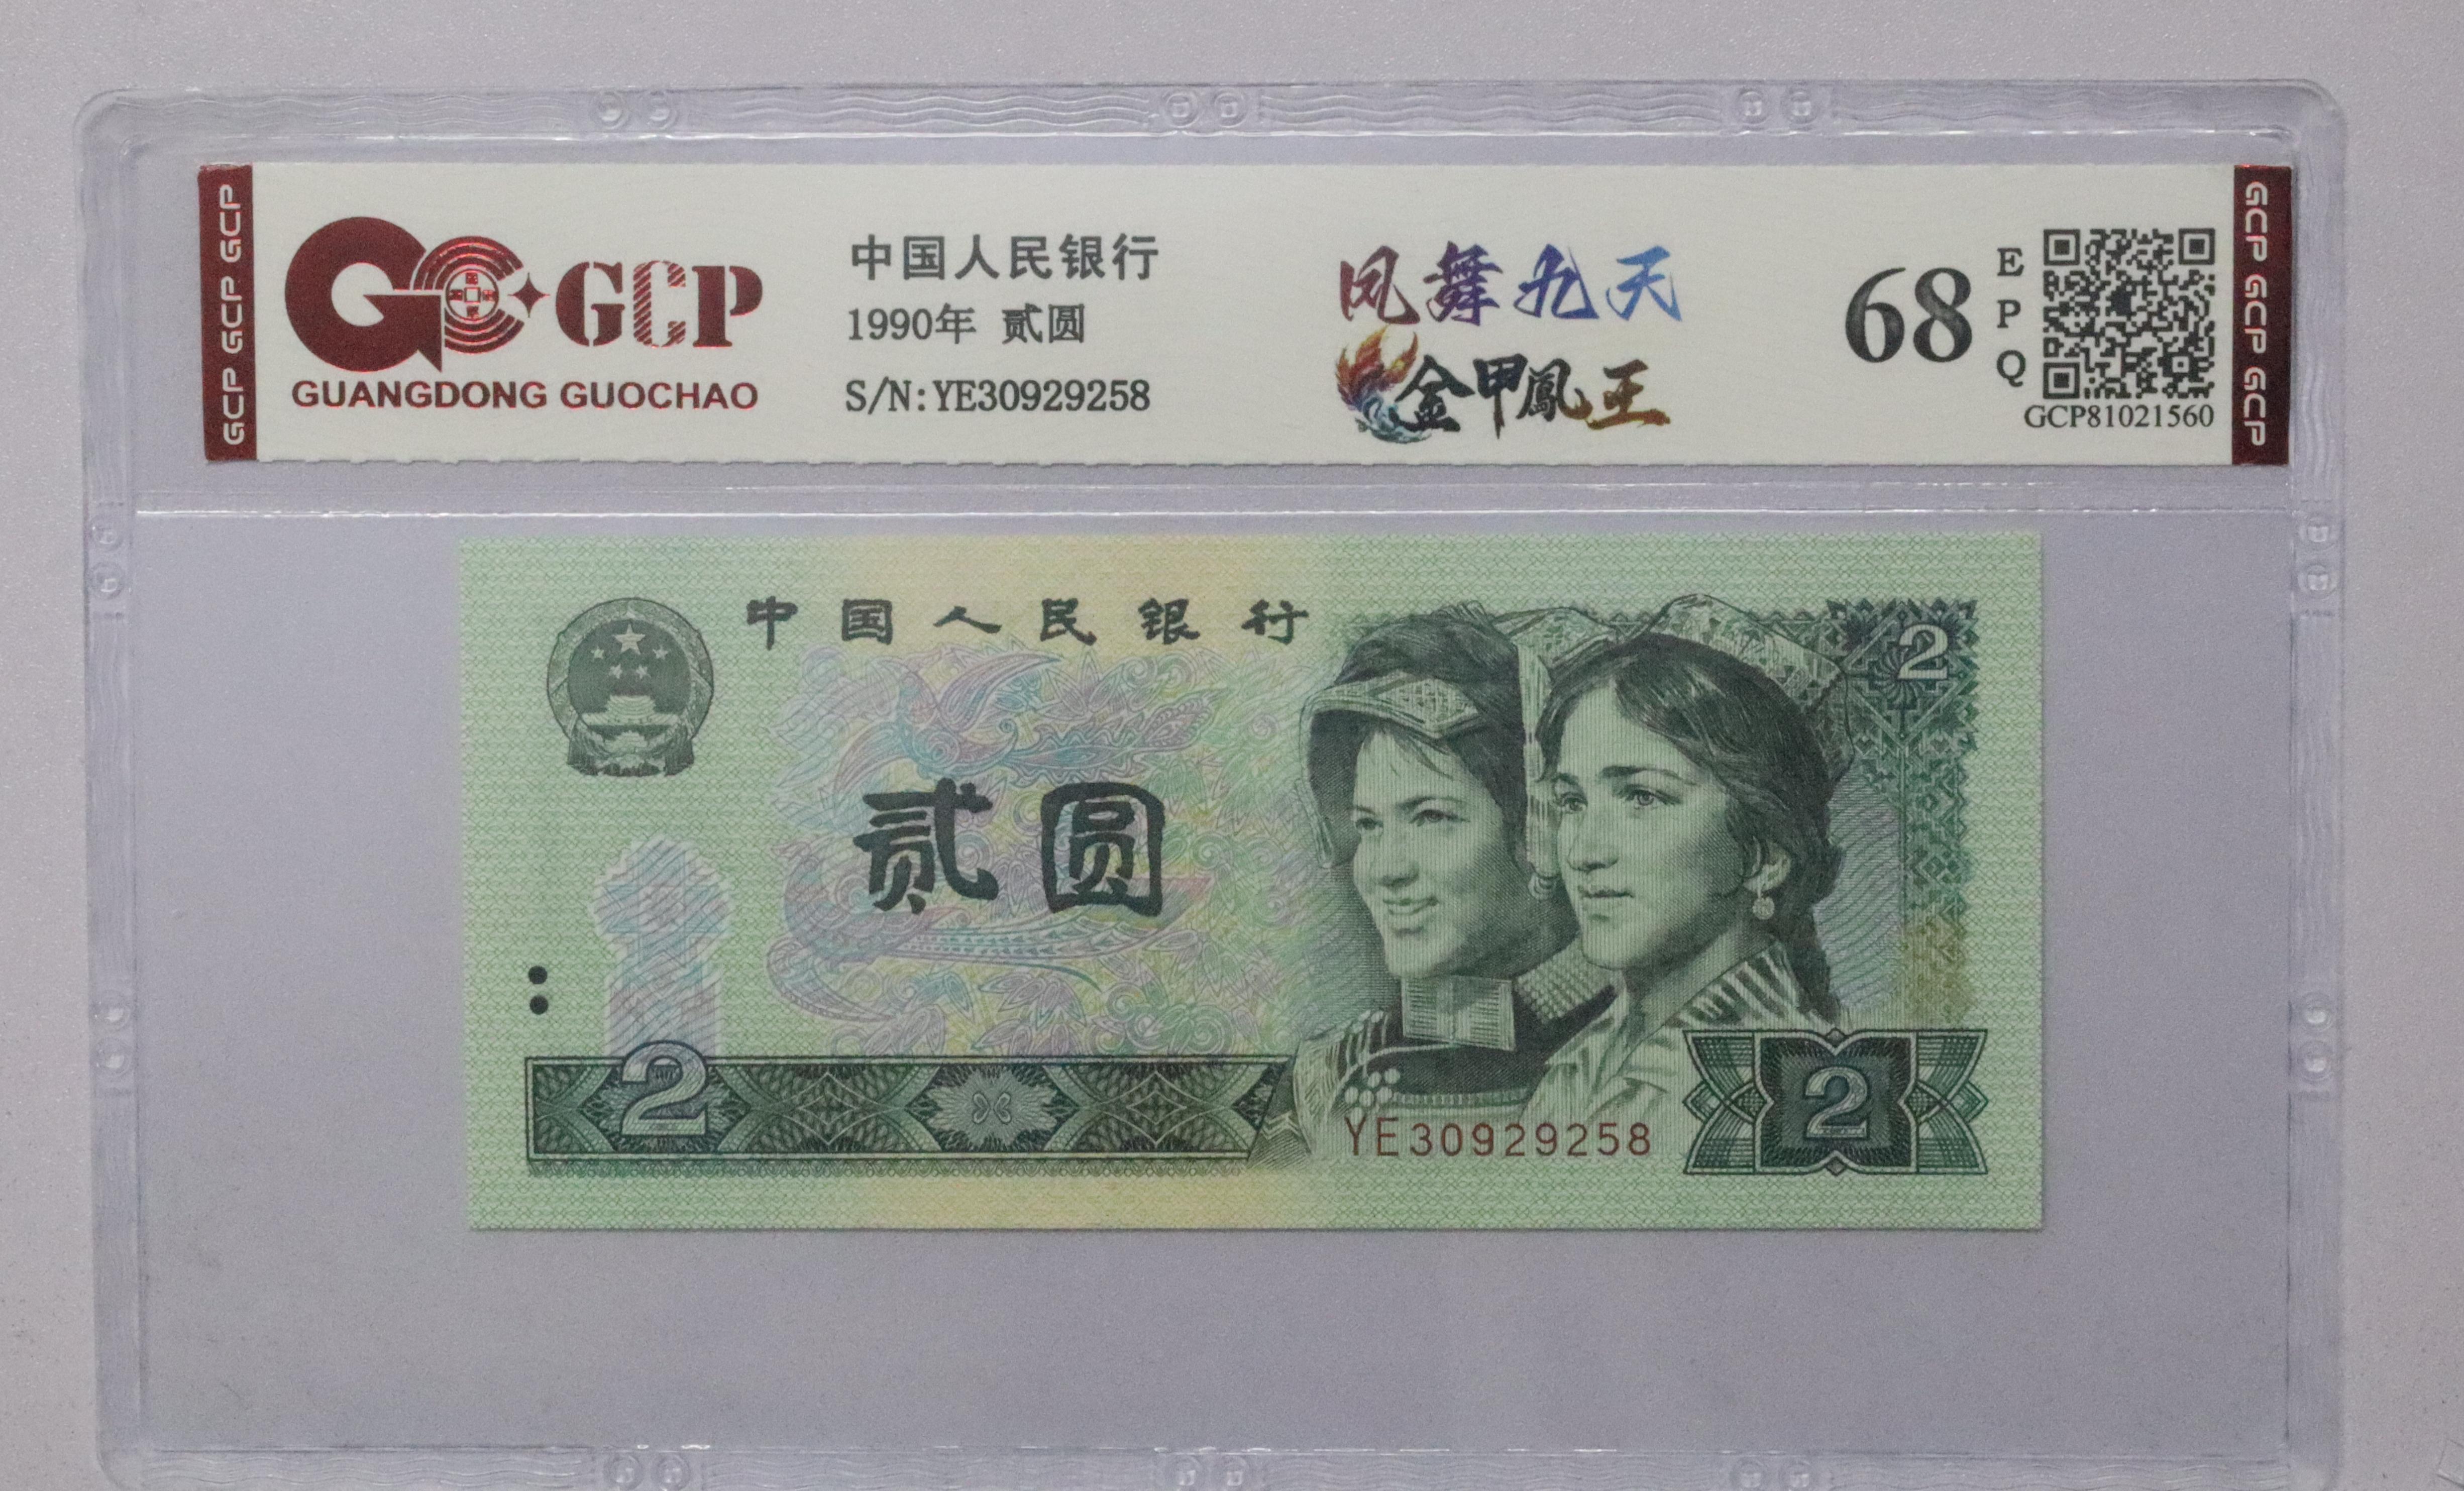 GCP GCP GCP
GCP
GUANGDONG GUOCHAO
中国人民银行
1990年 贰圆
S/N:YE30929258
凤舞九天
金甲鳳王
68
E
P
Q
GCP81021560
GCP GCP GCP
中国人民银行
2
贰圆
2
YE30929258
2